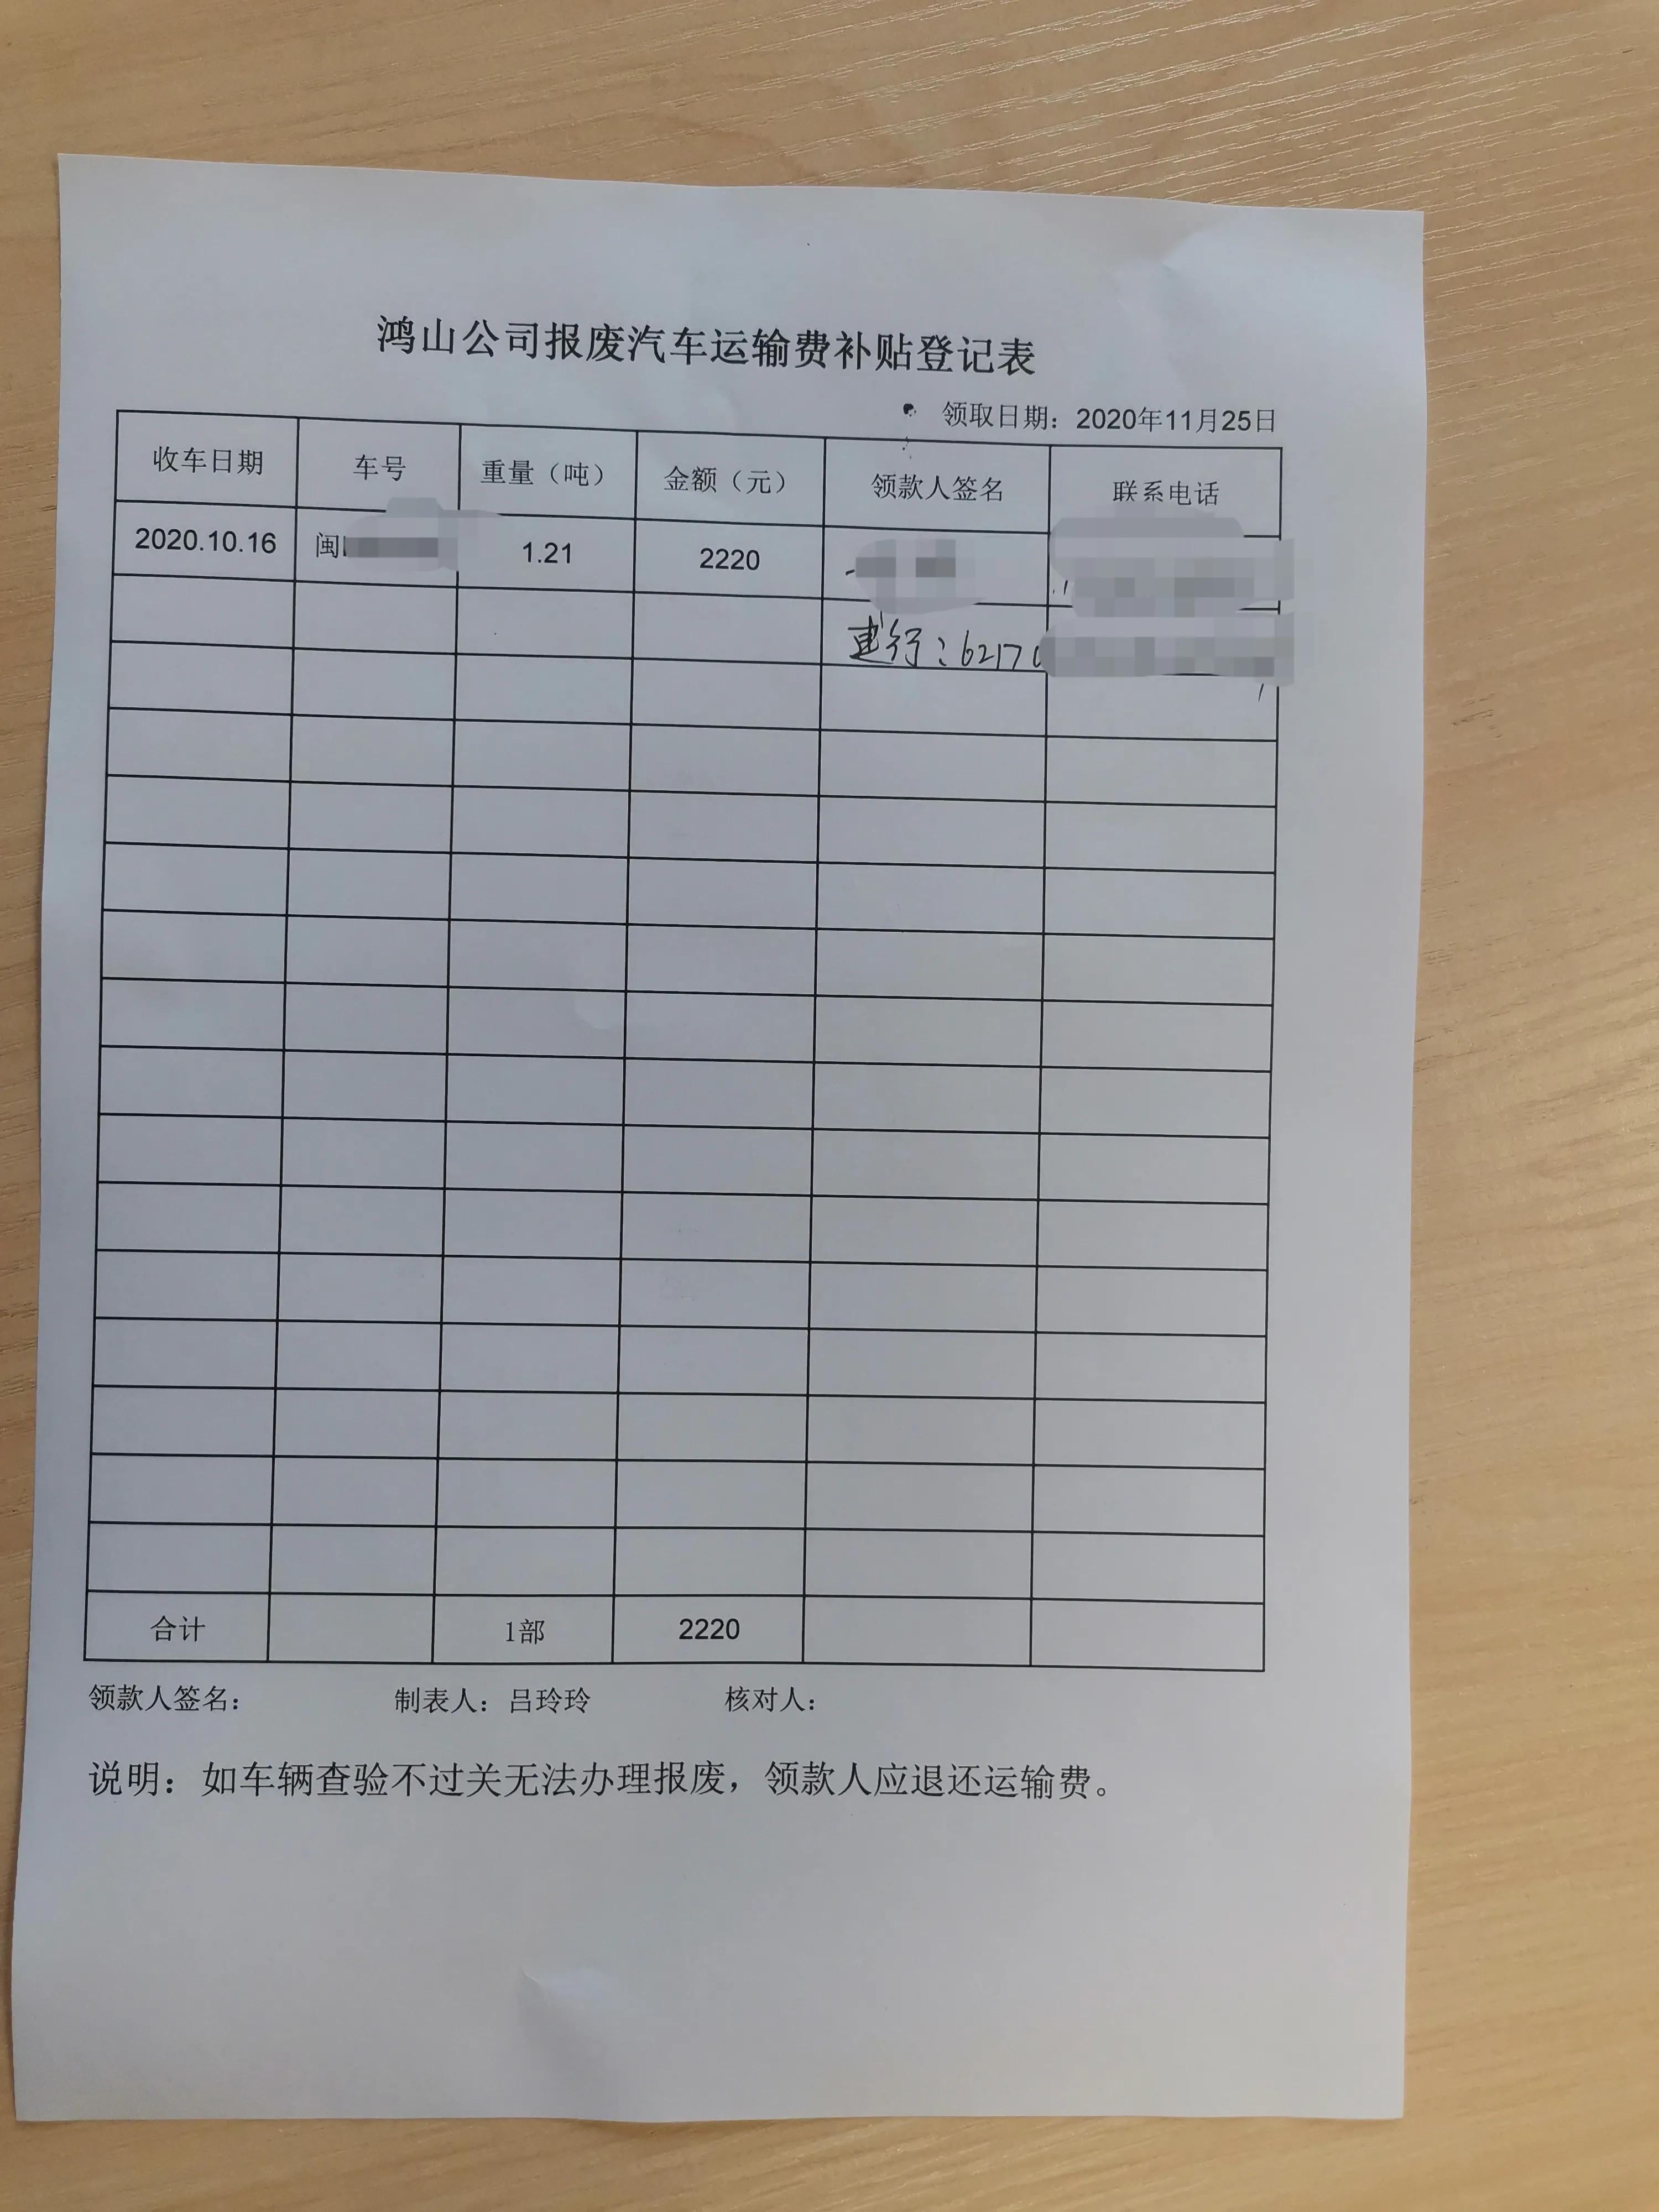 鸿山公司报废汽车运输费补贴登记表
领取日期：2020年11月25日
收车日期 车号 重量（吨） 金额（元） 领款人签名 联系电话
2020.10.16 闽 1.21 2220
建行：6217
合计 1部 2220
领款人签名： 制表人：吕玲玲 核对人：
说明：如车辆查验不过关无法办理报废，领款人应退还运输费。